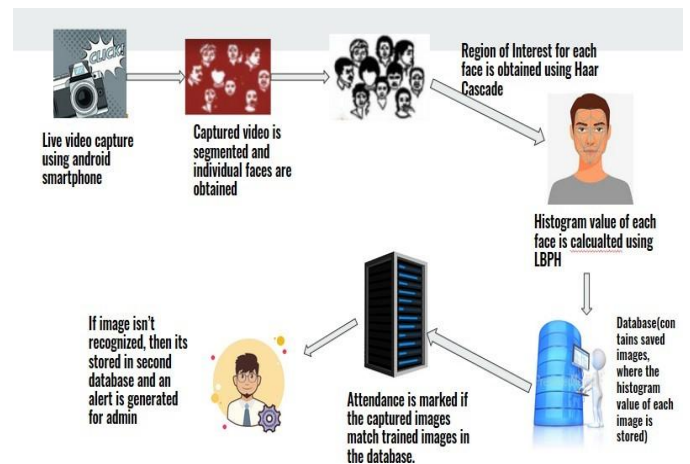 CLICK!
Live video capture
using android
smartphone
Captured video is
segmented and
individual faces are
obtained
Region of Interest for each
face is obtained using Haar
Cascade
Histogram value of each
face is calcualted using
LBPH
Database(con
tains saved
images,
where the
histogram
value of each
image is
stored)
Attendance is marked if
the captured images
match trained images in
the database.
If image isn't
recognized, then its
stored in second
database and an
alert is generated
for admin